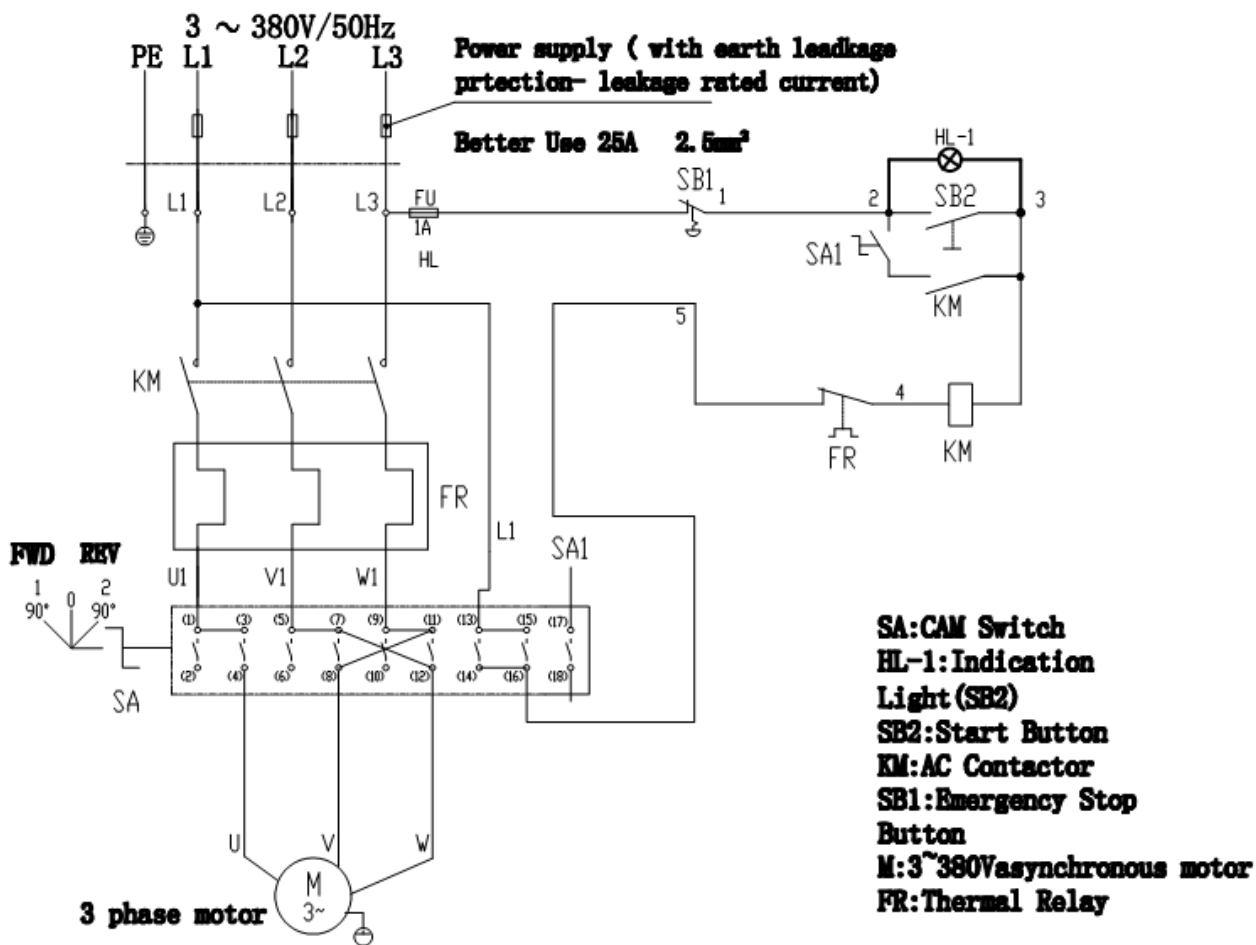 3 ~ 380V/50Hz
PE L1 L2 L3
Power supply ( with earth leadkage
prtection- leakage rated current)
Better Use 25A 2.5mm²
HL-1
L1 L2 L3
FU
1A
HL
SB1
1
2
SB2
3
SA1
KM
5
KM
4
FR
KM
FR
L1
SA1
FWD REV
1 0 2
90° 90°
U1 V1 W1
(1) (3) (5) (7) (9) (11) (13) (15) (17)
(2) (4) (6) (8) (10) (12) (14) (16) (18)
SA
U V W
M
3~
3 phase motor
SA:CAM Switch
HL-1:Indication
Light(SB2)
SB2:Start Button
KM:AC Contactor
SB1:Emergency Stop
Button
M:3~380Vasynchronous motor
FR:Thermal Relay